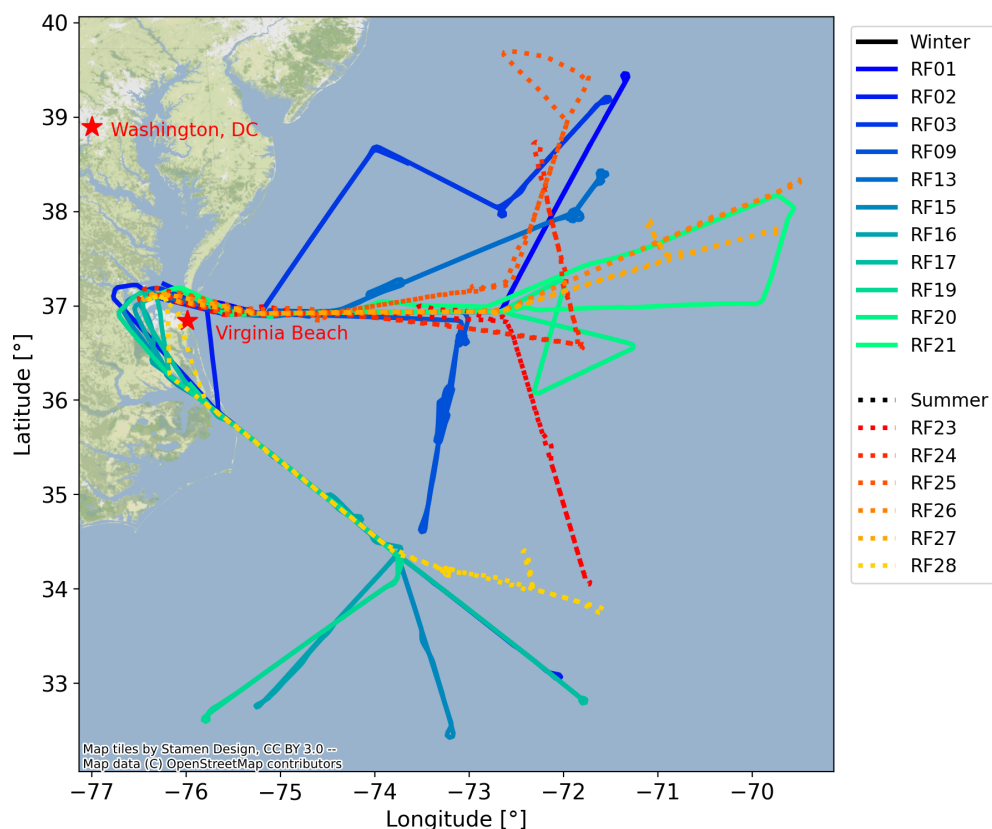 40
39
38
37
36
35
34
33
Latitude [°]
Washington, DC
Virginia Beach
Map tiles by Stamen Design, CC BY 3.0 --
Map data (C) OpenStreetMap contributors
−77
−76
−75
−74
−73
−72
−71
−70
Longitude [°]
Winter
RF01
RF02
RF03
RF09
RF13
RF15
RF16
RF17
RF19
RF20
RF21
Summer
RF23
RF24
RF25
RF26
RF27
RF28